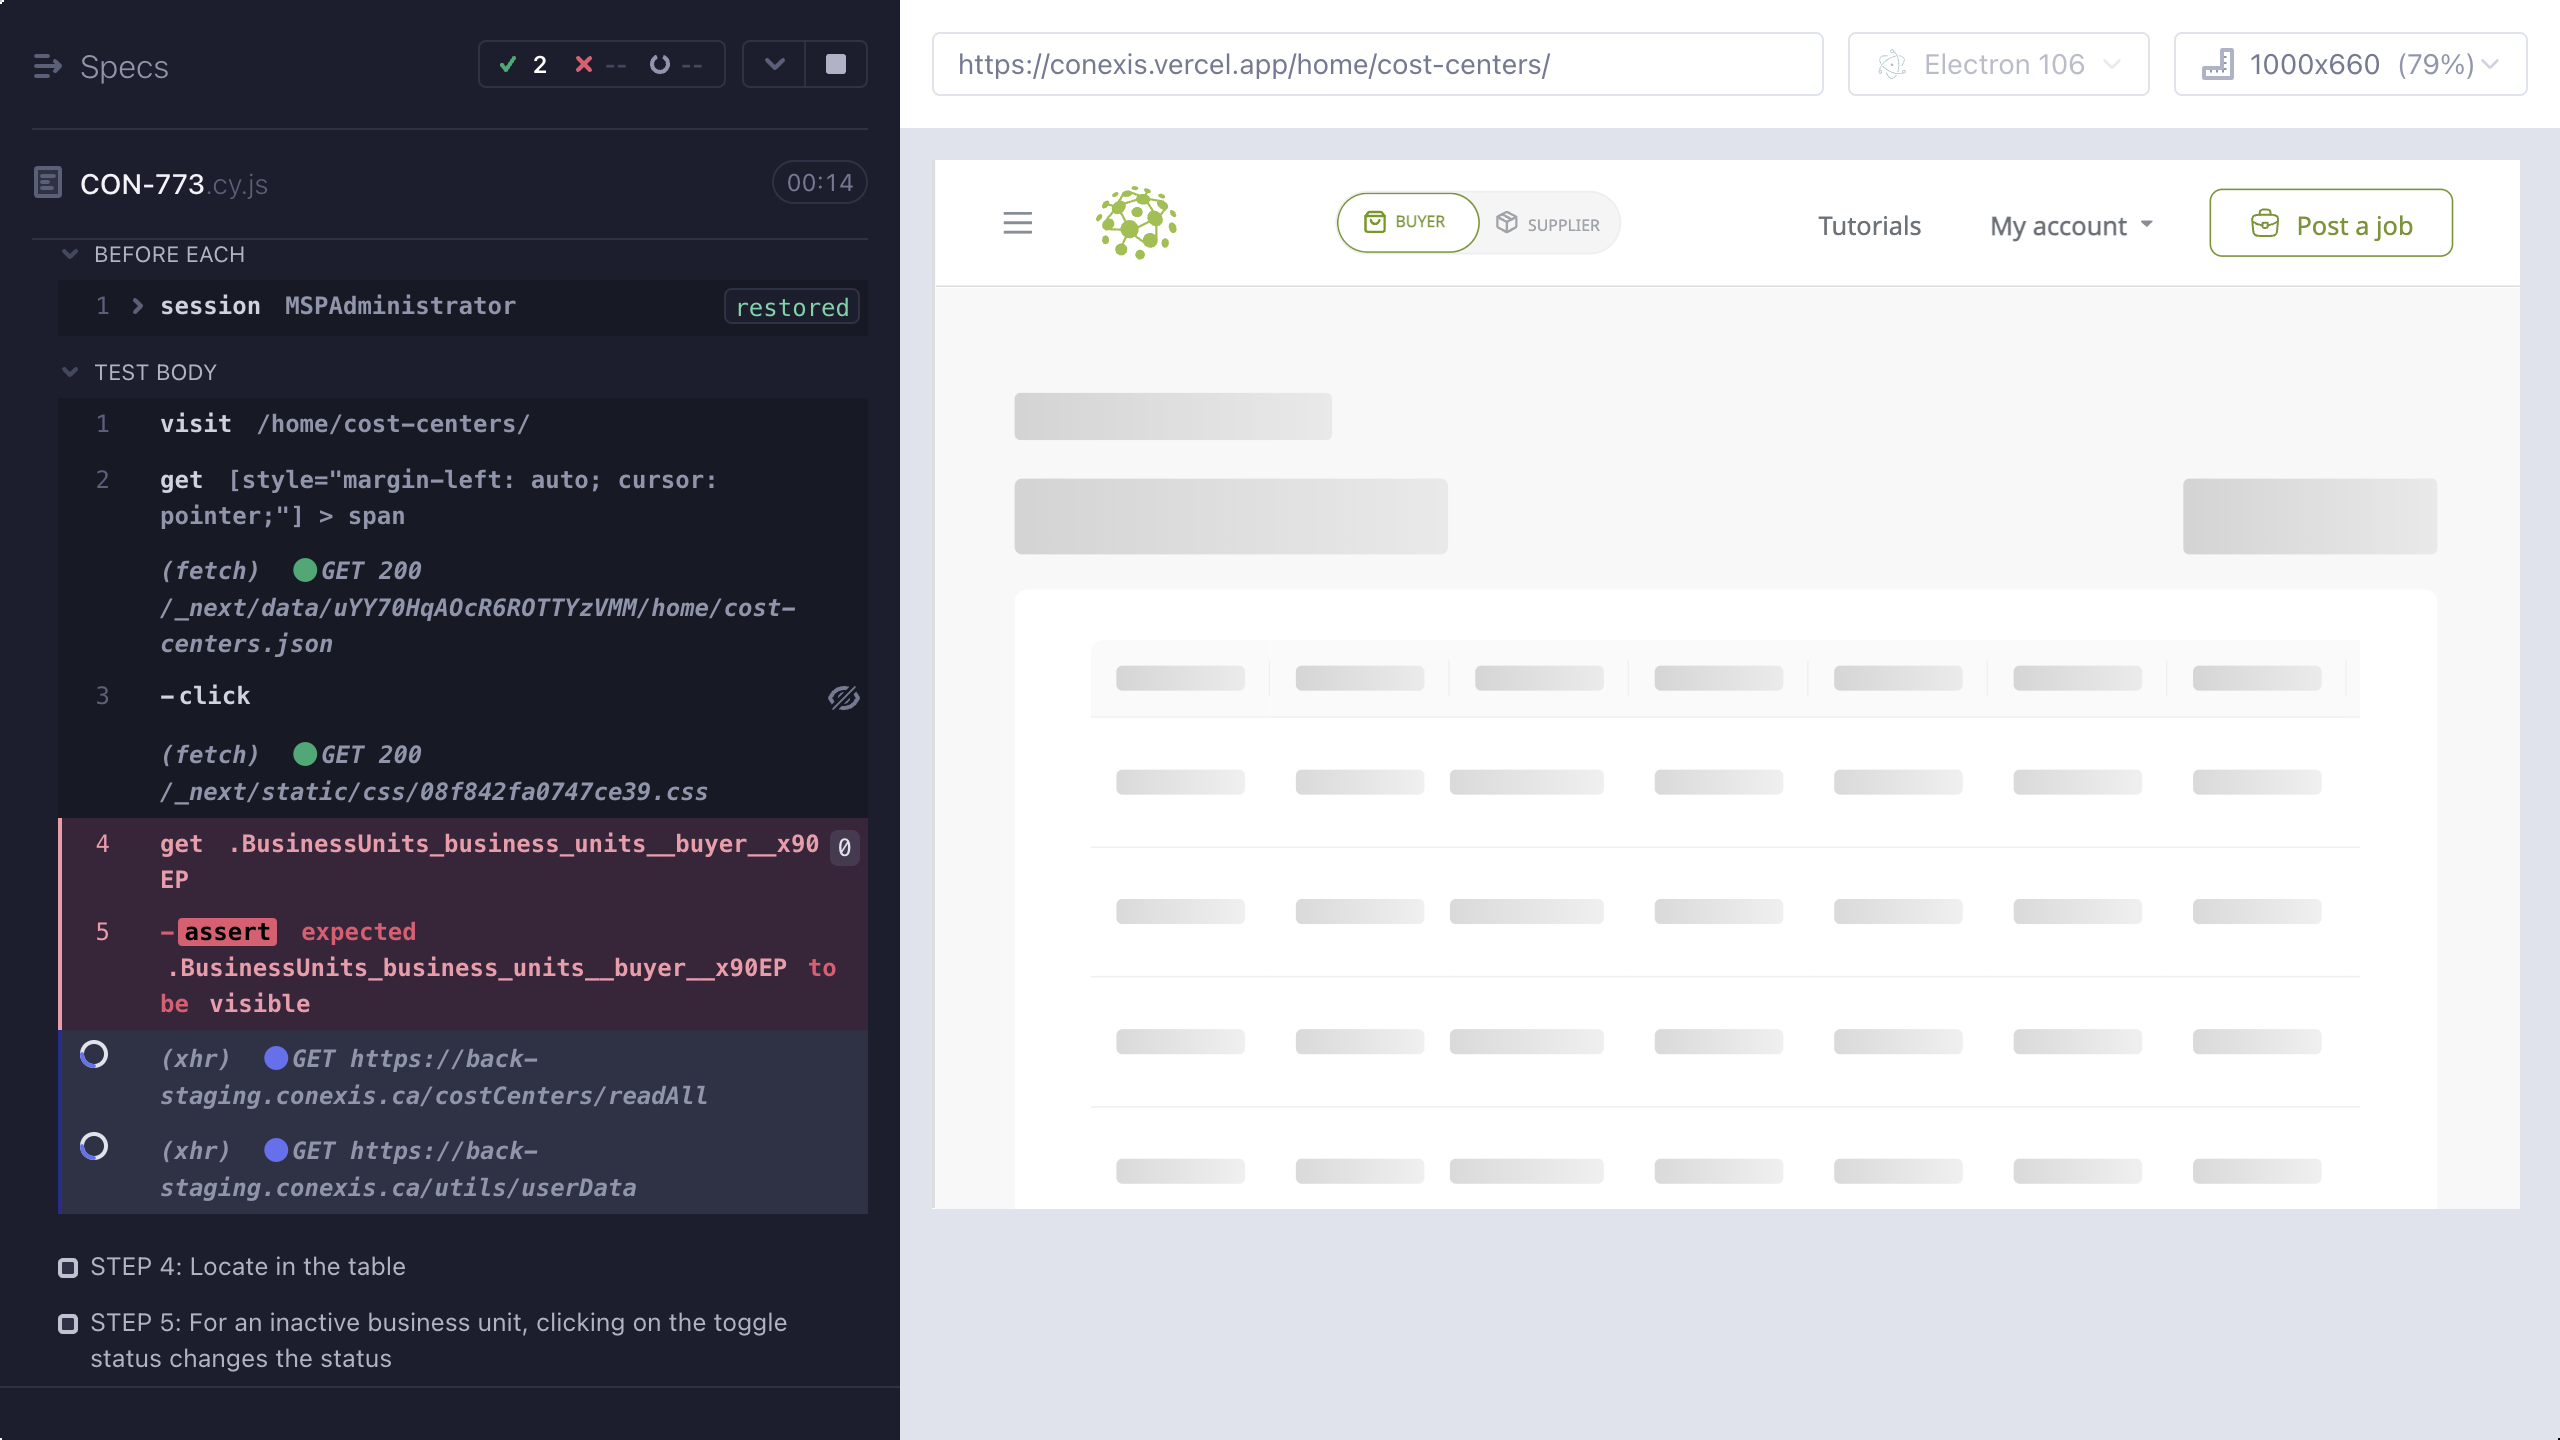 Specs
2 -- --
CON-773.cy.js
00:14
BEFORE EACH
1 session MSPAdministrator restored
TEST BODY
1 visit /home/cost-centers/
2 get [style="margin-left: auto; cursor:
pointer;"] > span
(fetch) GET 200
/_next/data/uYY70HqAOcR6ROTTYzVMM/home/cost-
centers.json
3 -click
(fetch) GET 200
/_next/static/css/08f842fa0747ce39.css
4 get .BusinessUnits_business_units__buyer__x90 0
EP
5 -assert expected
.BusinessUnits_business_units__buyer__x90EP to
be visible
(xhr) GET https://back-
staging.conexis.ca/costCenters/readAll
(xhr) GET https://back-
staging.conexis.ca/utils/userData
STEP 4: Locate in the table
STEP 5: For an inactive business unit, clicking on the toggle
status changes the status
https://conexis.vercel.app/home/cost-centers/
Electron 106
1000x660 (79%)
BUYER
SUPPLIER
Tutorials
My account
Post a job